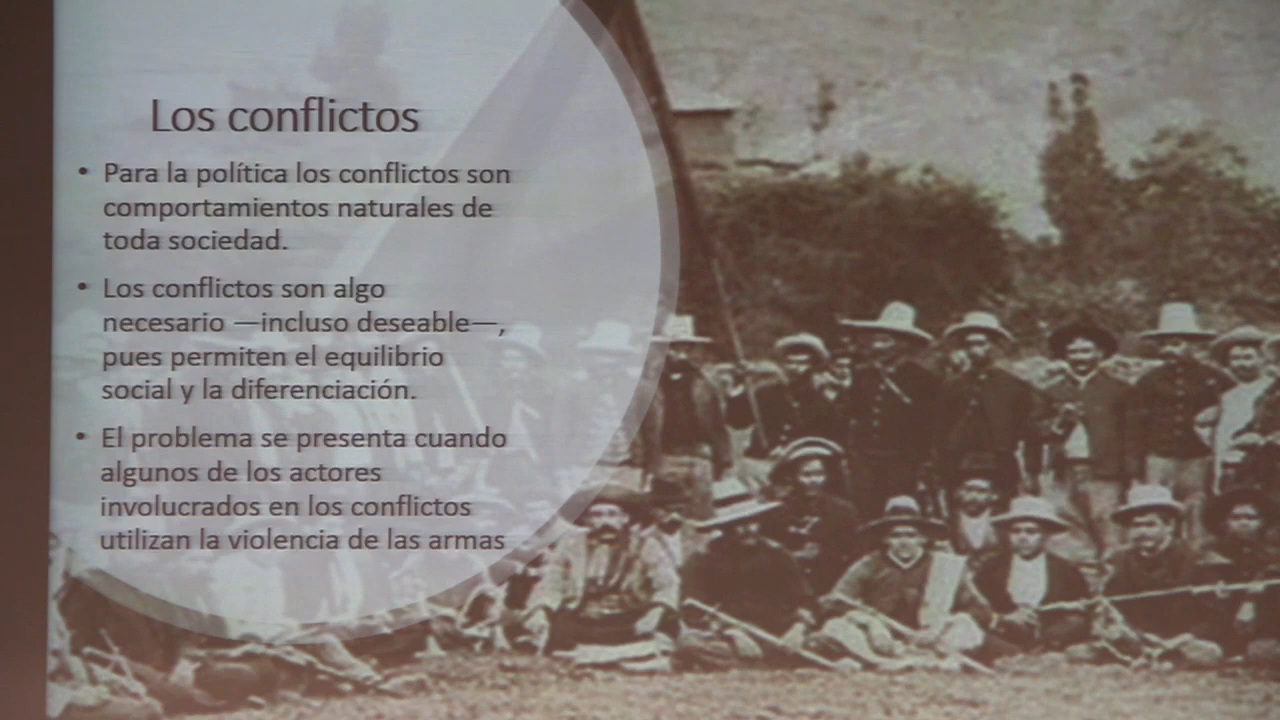 Los conflictos
• Para la política los conflictos son
comportamientos naturales de
toda sociedad.
• Los conflictos son algo
necesario —incluso deseable—,
pues permiten el equilibrio
social y la diferenciación.
• El problema se presenta cuando
algunos de los actores
involucrados en los conflictos
utilizan la violencia de las armas